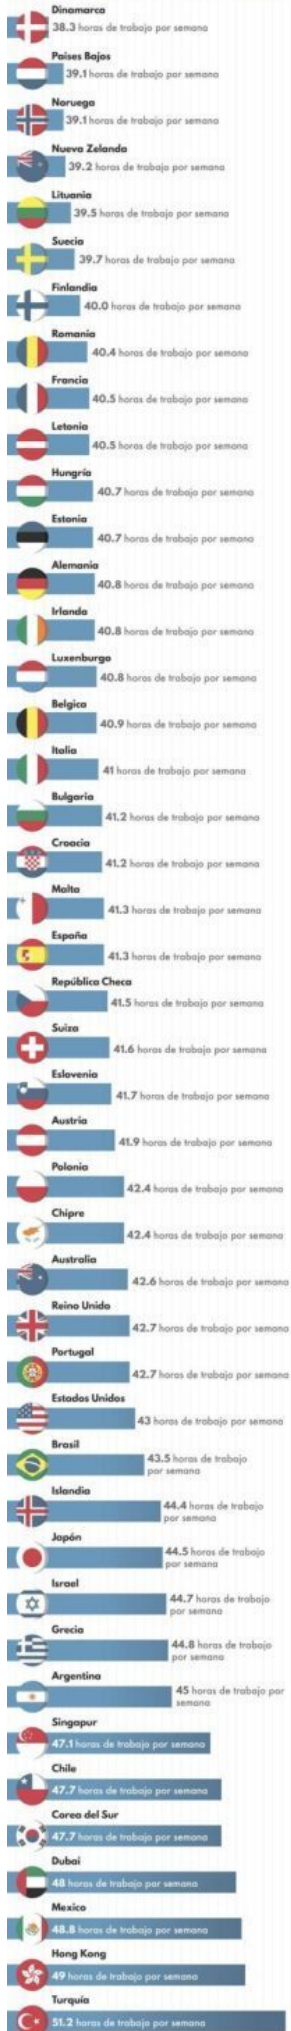 Dinamarca
38.3 horas de trabajo por semana
Países Bajos
39.1 horas de trabajo por semana
Noruega
39.1 horas de trabajo por semana
Nueva Zelanda
39.2 horas de trabajo por semana
Lituania
39.5 horas de trabajo por semana
Suecia
39.7 horas de trabajo por semana
Finlandia
40.0 horas de trabajo por semana
Romania
40.4 horas de trabajo por semana
Francia
40.5 horas de trabajo por semana
Letonia
40.5 horas de trabajo por semana
Hungría
40.7 horas de trabajo por semana
Estonia
40.7 horas de trabajo por semana
Alemania
40.8 horas de trabajo por semana
Irlanda
40.8 horas de trabajo por semana
Luxenburgo
40.8 horas de trabajo por semana
Belgica
40.9 horas de trabajo por semana
Italia
41 horas de trabajo por semana
Bulgaria
41.2 horas de trabajo por semana
Croacia
41.2 horas de trabajo por semana
Malta
41.3 horas de trabajo por semana
España
41.3 horas de trabajo por semana
República Checa
41.5 horas de trabajo por semana
Suiza
41.6 horas de trabajo por semana
Eslovenia
41.7 horas de trabajo por semana
Austria
41.9 horas de trabajo por semana
Polonia
42.4 horas de trabajo por semana
Chipre
42.4 horas de trabajo por semana
Australia
42.6 horas de trabajo por semana
Reino Unido
42.7 horas de trabajo por semana
Portugal
42.7 horas de trabajo por semana
Estados Unidos
43 horas de trabajo por semana
Brasil
43.5 horas de trabajo
por semana
Islandia
44.4 horas de trabajo
por semana
Japón
44.5 horas de trabajo
por semana
Israel
44.7 horas de trabajo
por semana
Grecia
44.8 horas de trabajo
por semana
Argentina
45 horas de trabajo por
semana
Singapur
47.1 horas de trabajo por semana
Chile
47.7 horas de trabajo por semana
Corea del Sur
47.7 horas de trabajo por semana
Dubai
48 horas de trabajo por semana
Mexico
48.8 horas de trabajo por semana
Hong Kong
49 horas de trabajo por semana
Turquía
51.2 horas de trabajo por semana